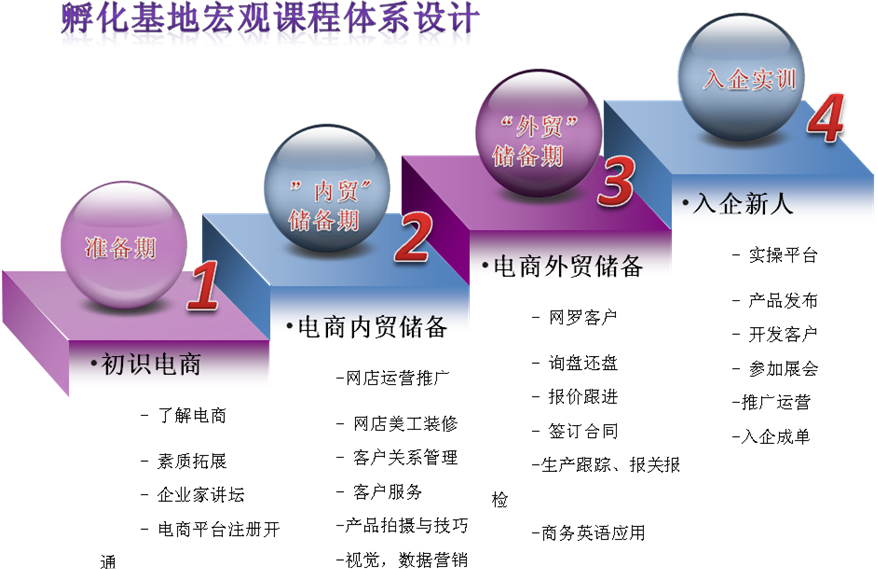 孵化基地宏观课程体系设计
准备期
1
•初识电商
- 了解电商
- 素质拓展
- 企业家讲坛
- 电商平台注册开
通
”内贸"
储备期
2
•电商内贸储备
-网店运营推广
- 网店美工装修
- 客户关系管理
- 客户服务
-产品拍摄与技巧
-视觉，数据营销
“外贸”
储备期
3
•电商外贸储备
- 网罗客户
- 询盘还盘
- 报价跟进
- 签订合同
-生产跟踪、报关报
检
-商务英语应用
入企实训
4
•入企新人
- 实操平台
- 产品发布
- 开发客户
- 参加展会
-推广运营
-入企成单